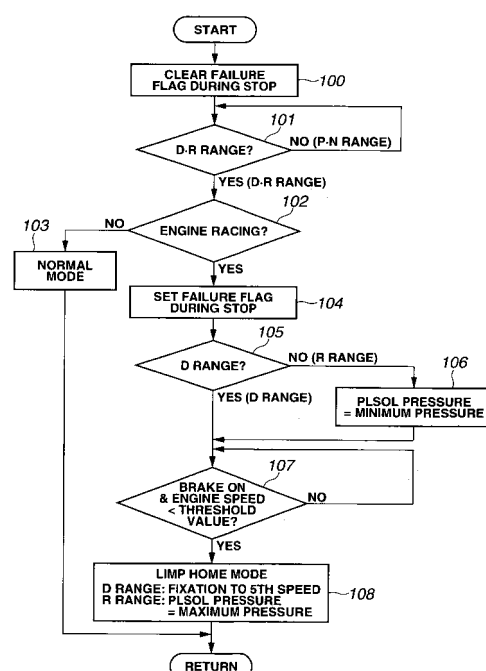 START
CLEAR FAILURE
FLAG DURING STOP
100
101
D·R RANGE?
NO (P·N RANGE)
YES (D·R RANGE)
102
103
NO
ENGINE RACING?
NORMAL
MODE
YES
SET FAILURE FLAG
DURING STOP
104
105
D RANGE?
NO (R RANGE)
106
YES (D RANGE)
PLSOL PRESSURE
= MINIMUM PRESSURE
107
BRAKE ON
& ENGINE SPEED
< THRESHOLD
VALUE?
NO
YES
LIMP HOME MODE
D RANGE: FIXATION TO 5TH SPEED
R RANGE: PLSOL PRESSURE
= MAXIMUM PRESSURE
108
RETURN